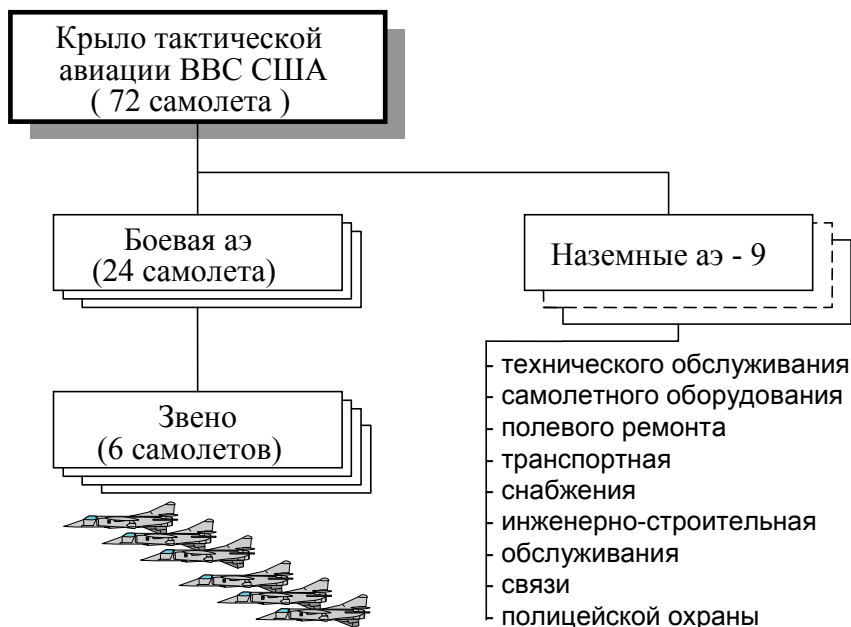 Крыло тактической
авиации ВВС США
( 72 самолета )
Боевая аэ
(24 самолета)
Наземные аэ - 9
Звено
(6 самолетов)
- технического обслуживания
- самолетного оборудования
- полевого ремонта
- транспортная
- снабжения
- инженерно-строительная
- обслуживания
- связи
- полицейской охраны